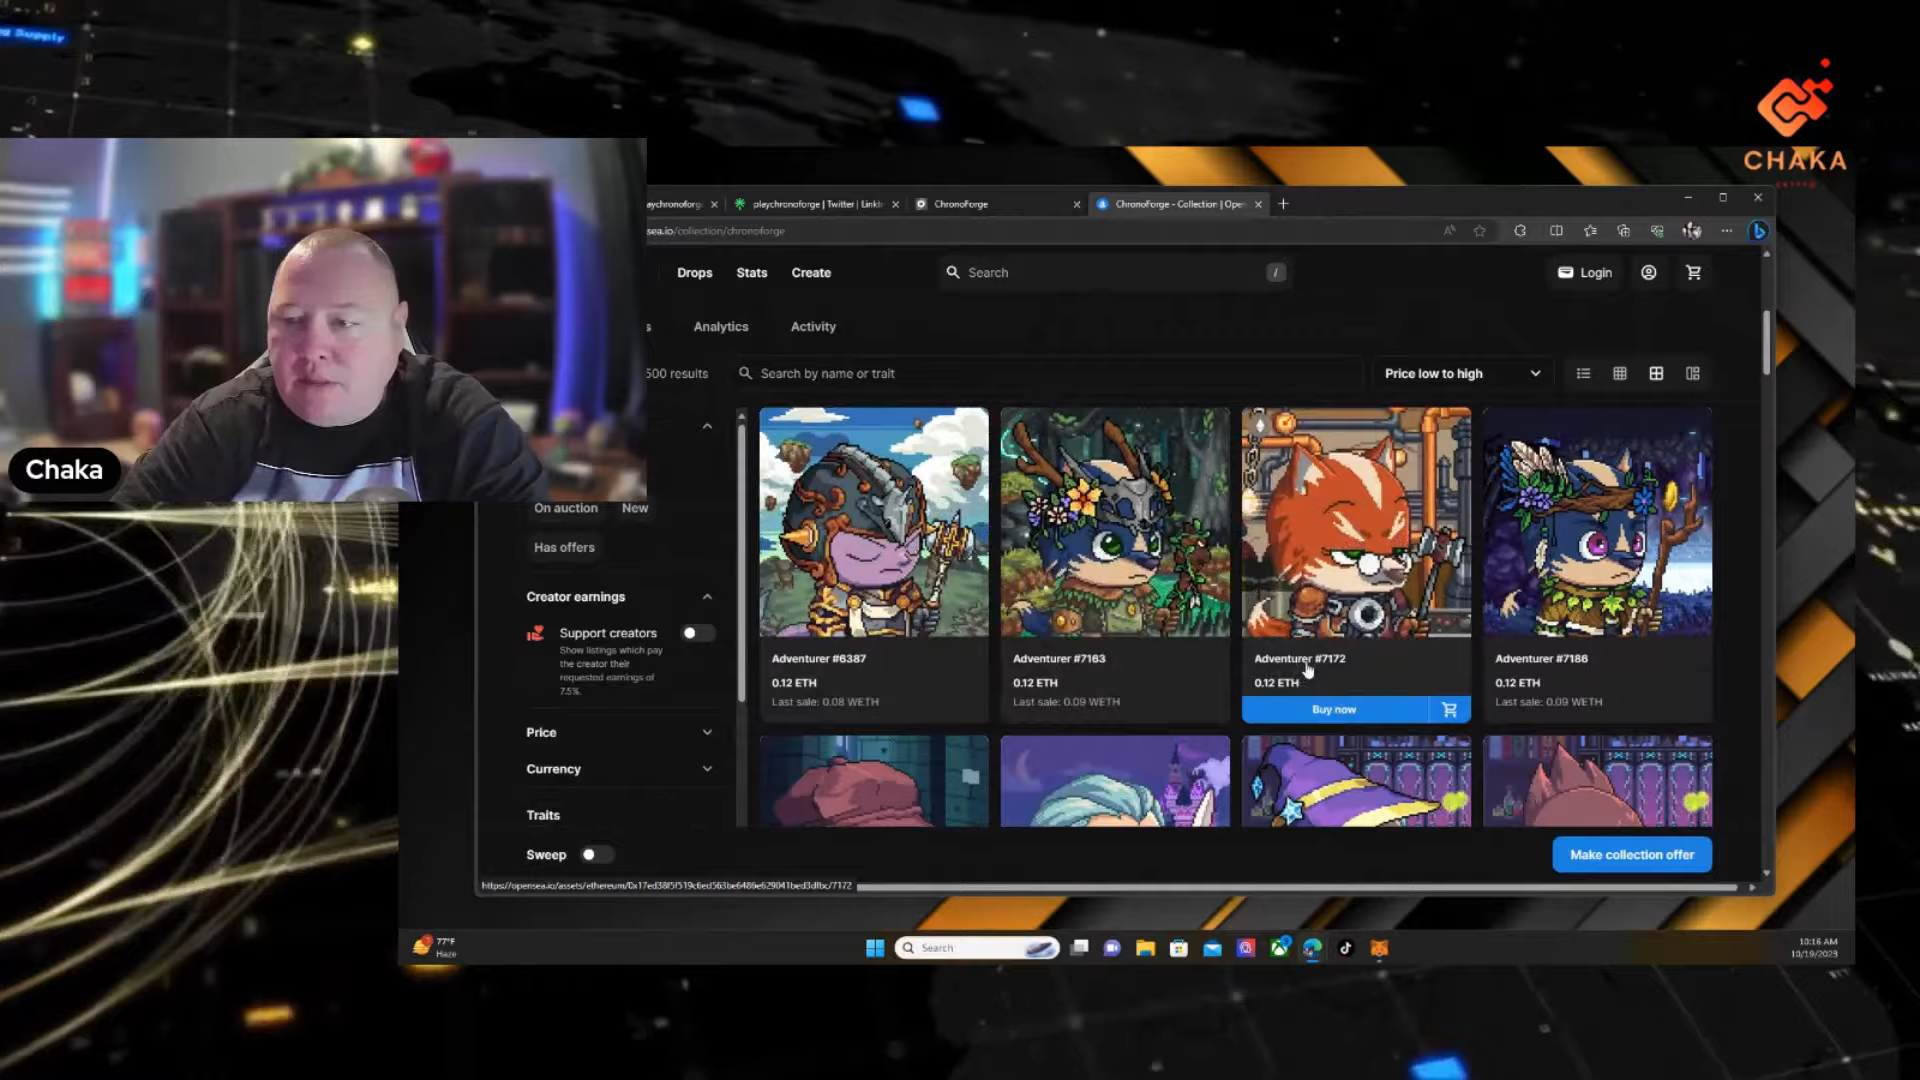 Supply
CHAKA
CRYPTO
Chaka
playchronoforge | Twitter | Linkt
ChronoForge
ChronoForge - Collection | Ope
sea.io/collection/chronoforge
Drops
Stats
Create
Search
/
Login
s
Analytics
Activity
500 results
Search by name or trait
Price low to high
On auction
New
Has offers
Creator earnings
Support creators
Show listings which pay
the creator their
requested earnings of
7.5%.
Price
Currency
Traits
Sweep
Adventurer #6387
0.12 ETH
Last sale: 0.08 WETH
Adventurer #7163
0.12 ETH
Last sale: 0.09 WETH
Adventurer #7172
0.12 ETH
Buy now
Adventurer #7186
0.12 ETH
Last sale: 0.09 WETH
Make collection offer
77°F
Haze
Search
10:16 AM
10/19/2023